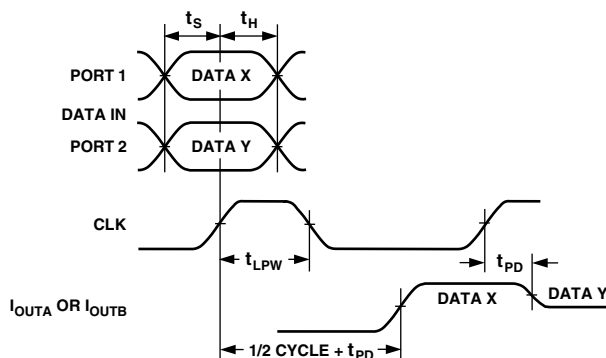 tS tH
PORT 1 DATA X
DATA IN
PORT 2 DATA Y
CLK
tLPW tPD
IOUTA OR IOUTB DATA X DATA Y
1/2 CYCLE + tPD